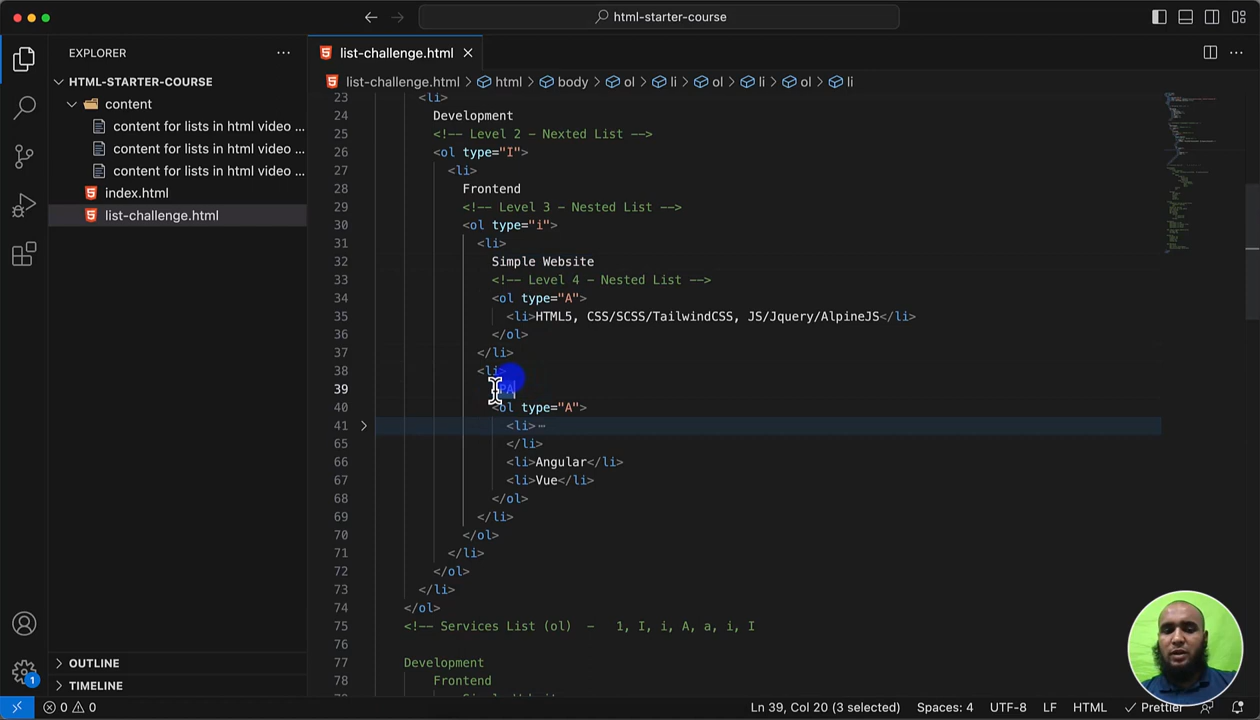 html-starter-course
EXPLORER
HTML-STARTER-COURSE
content
content for lists in html video ...
content for lists in html video ...
content for lists in html video ...
index.html
list-challenge.html
OUTLINE
TIMELINE
1
list-challenge.html
list-challenge.html > html > body > ol > li > ol > li > ol > li
23 <li>
24 Development
25 <!-- Level 2 - Nexted List -->
26 <ol type="I">
27 <li>
28 Frontend
29 <!-- Level 3 - Nested List -->
30 <ol type="i">
31 <li>
32 Simple Website
33 <!-- Level 4 - Nested List -->
34 <ol type="A">
35 <li>HTML5, CSS/SCSS/TailwindCSS, JS/Jquery/AlpineJS</li>
36 </ol>
37 </li>
38 <li>
39
40 <ol type="A">
41 <li>⋯
65 </li>
66 <li>Angular</li>
67 <li>Vue</li>
68 </ol>
69 </li>
70 </ol>
71 </li>
72 </ol>
73 </li>
74 </ol>
75 <!-- Services List (ol) - 1, I, i, A, a, i, I
76
77 Development
78 Frontend
0 0 Ln 39, Col 20 (3 selected) Spaces: 4 UTF-8 LF HTML Prettier